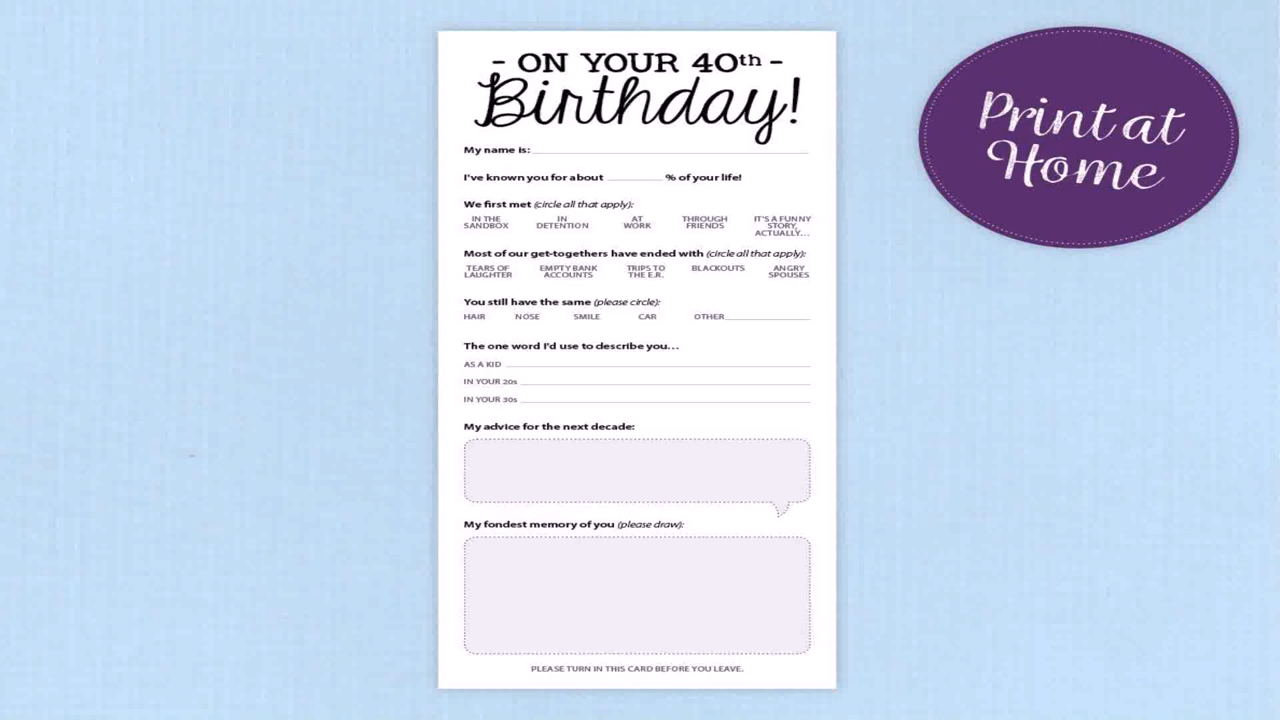 - ON YOUR 40th -
Birthday!
My name is:
I've known you for about % of your life!
We first met (circle all that apply):
IN THE SANDBOX IN DETENTION AT WORK THROUGH FRIENDS IT'S A FUNNY STORY, ACTUALLY...
Most of our get-togethers have ended with (circle all that apply):
TEARS OF LAUGHTER EMPTY BANK ACCOUNTS TRIPS TO THE E.R. BLACKOUTS ANGRY SPOUSES
You still have the same (please circle):
HAIR NOSE SMILE CAR OTHER
The one word I'd use to describe you...
AS A KID
IN YOUR 20s
IN YOUR 30s
My advice for the next decade:
My fondest memory of you (please draw):
PLEASE TURN IN THIS CARD BEFORE YOU LEAVE.
Print at
Home